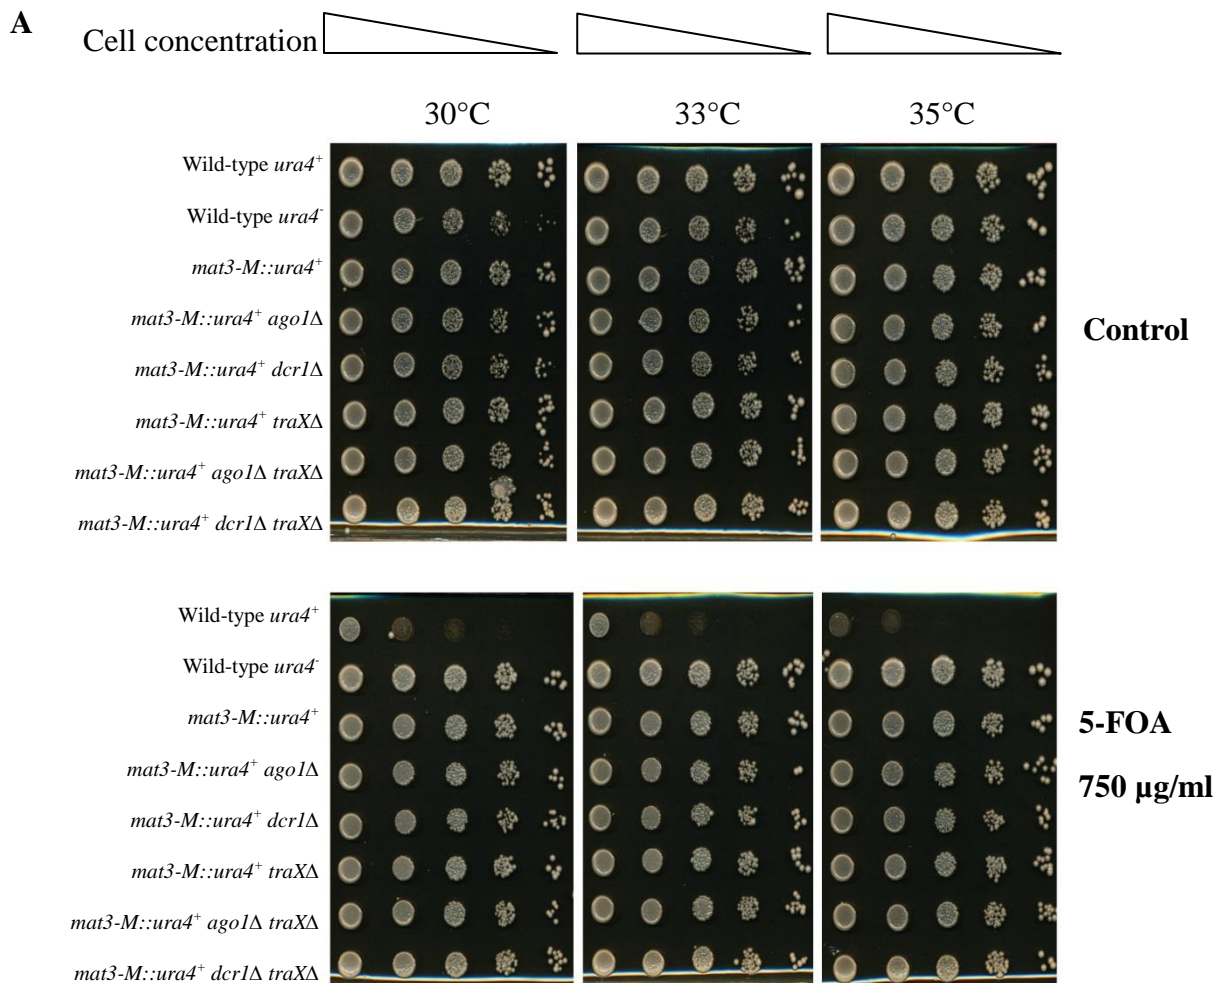 A
Cell concentration
30°C 33°C 35°C
Wild-type ura4⁺
Wild-type ura4⁻
mat3-M::ura4⁺
mat3-M::ura4⁺ ago1Δ
mat3-M::ura4⁺ dcr1Δ
mat3-M::ura4⁺ traXΔ
mat3-M::ura4⁺ ago1Δ traXΔ
mat3-M::ura4⁺ dcr1Δ traXΔ
Control
Wild-type ura4⁺
Wild-type ura4⁻
mat3-M::ura4⁺
mat3-M::ura4⁺ ago1Δ
mat3-M::ura4⁺ dcr1Δ
mat3-M::ura4⁺ traXΔ
mat3-M::ura4⁺ ago1Δ traXΔ
mat3-M::ura4⁺ dcr1Δ traXΔ
5-FOA
750 µg/ml